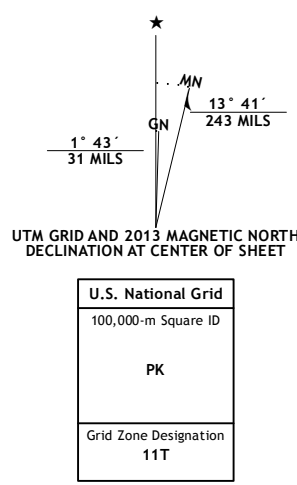 MN
GN
13° 41´
243 MILS
1° 43´
31 MILS
UTM GRID AND 2013 MAGNETIC NORTH
DECLINATION AT CENTER OF SHEET
U.S. National Grid
100,000-m Square ID
PK
Grid Zone Designation
11T